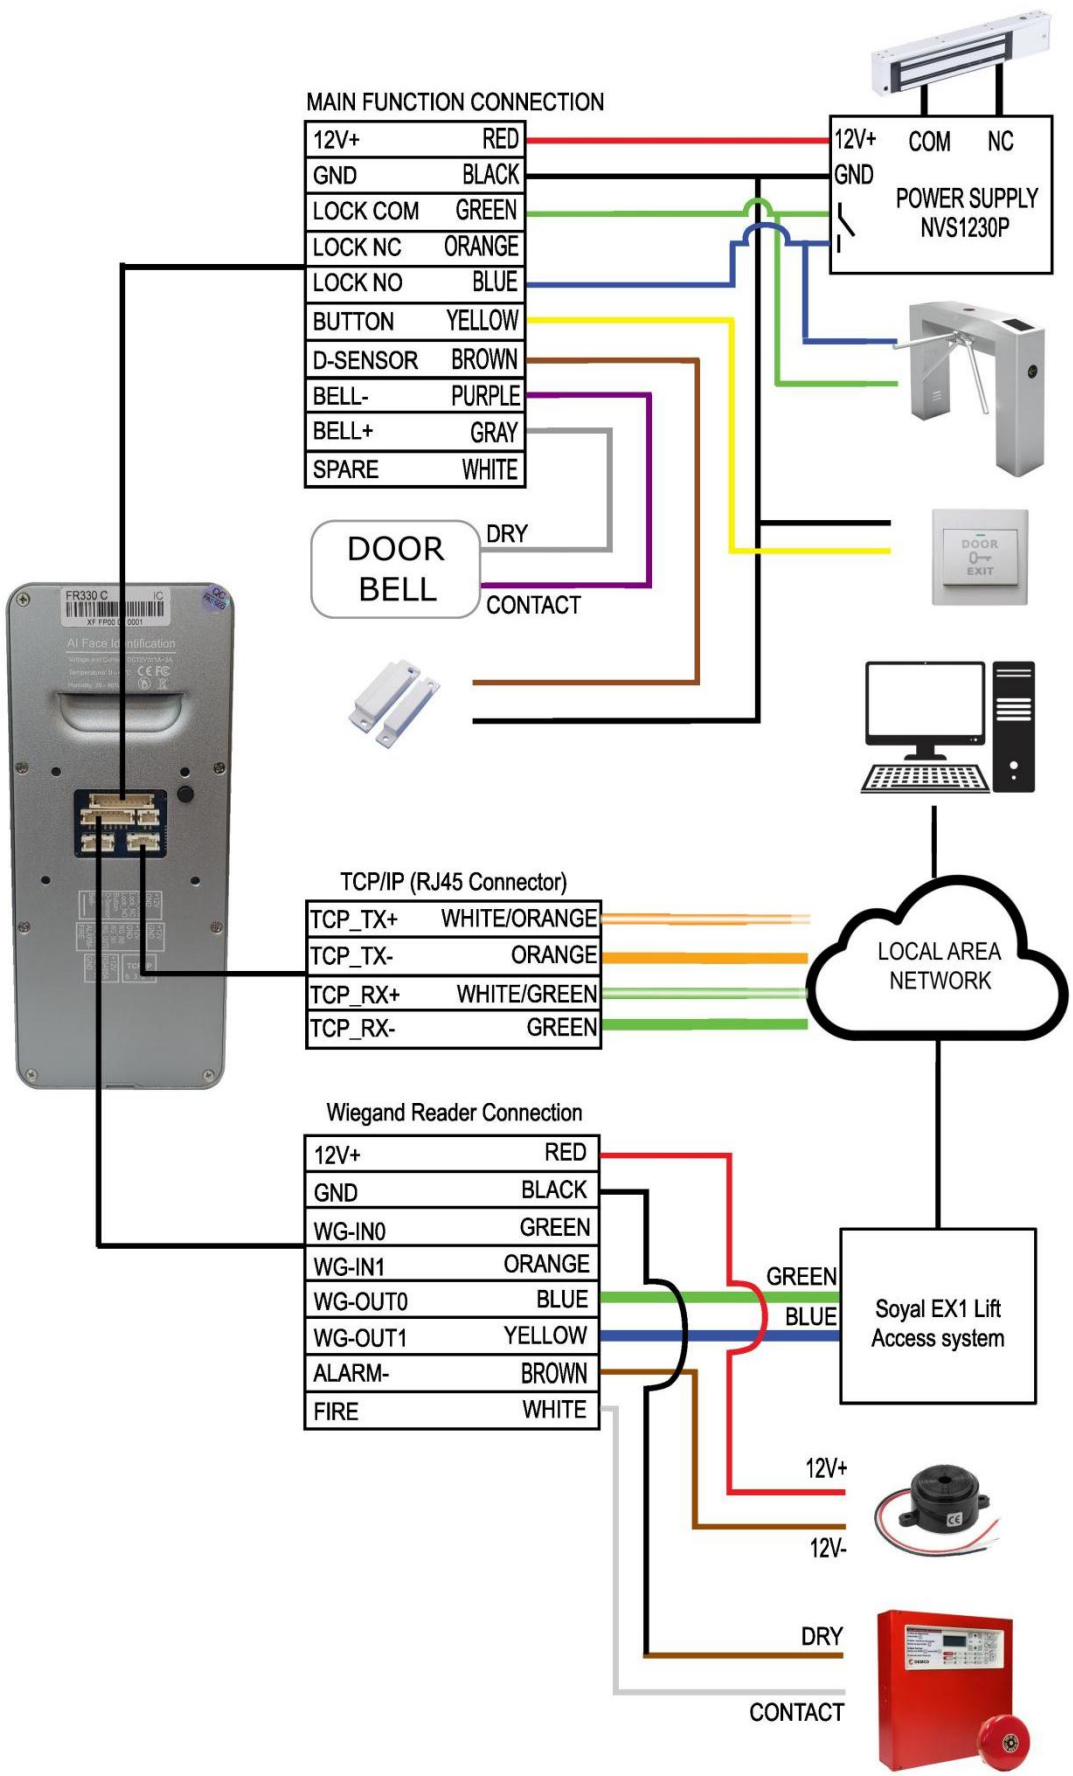 MAIN FUNCTION CONNECTION
12V+ RED
GND BLACK
LOCK COM GREEN
LOCK NC ORANGE
LOCK NO BLUE
BUTTON YELLOW
D-SENSOR BROWN
BELL- PURPLE
BELL+ GRAY
SPARE WHITE
12V+ COM NC
GND
POWER SUPPLY
NVS1230P
DOOR
EXIT
DRY
DOOR
BELL
CONTACT
FR330 C IC
AI Face Identification
TCP/IP (RJ45 Connector)
TCP_TX+ WHITE/ORANGE
TCP_TX- ORANGE
TCP_RX+ WHITE/GREEN
TCP_RX- GREEN
LOCAL AREA
NETWORK
Wiegand Reader Connection
12V+ RED
GND BLACK
WG-IN0 GREEN
WG-IN1 ORANGE
WG-OUT0 BLUE
WG-OUT1 YELLOW
ALARM- BROWN
FIRE WHITE
GREEN
BLUE
Soyal EX1 Lift
Access system
12V+
12V-
DRY
CONTACT